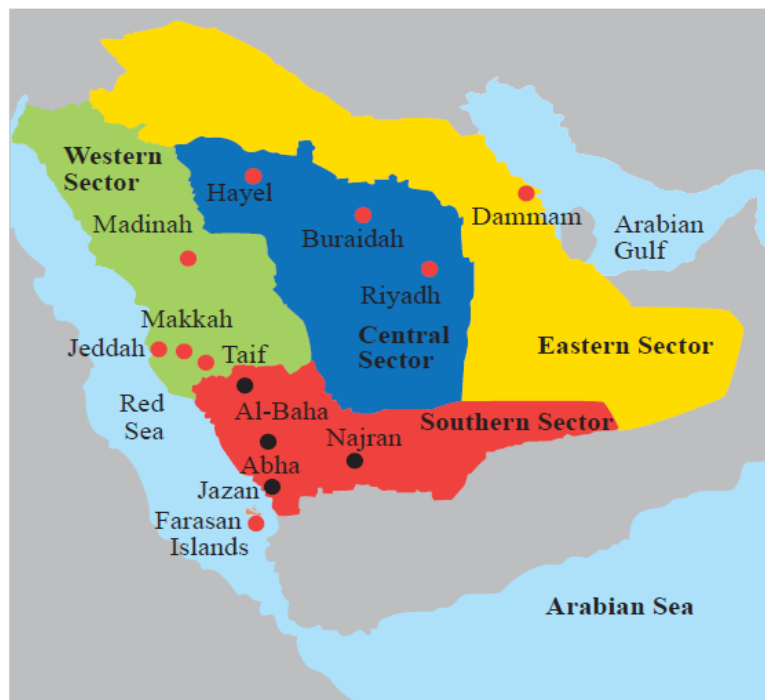 Western
Sector
Hayel
Madinah
Buraidah
Dammam
Arabian
Gulf
Riyadh
Makkah
Jeddah
Taif
Central
Sector
Eastern Sector
Red
Sea
Al-Baha
Southern Sector
Najran
Abha
Jazan
Farasan
Islands
Arabian Sea